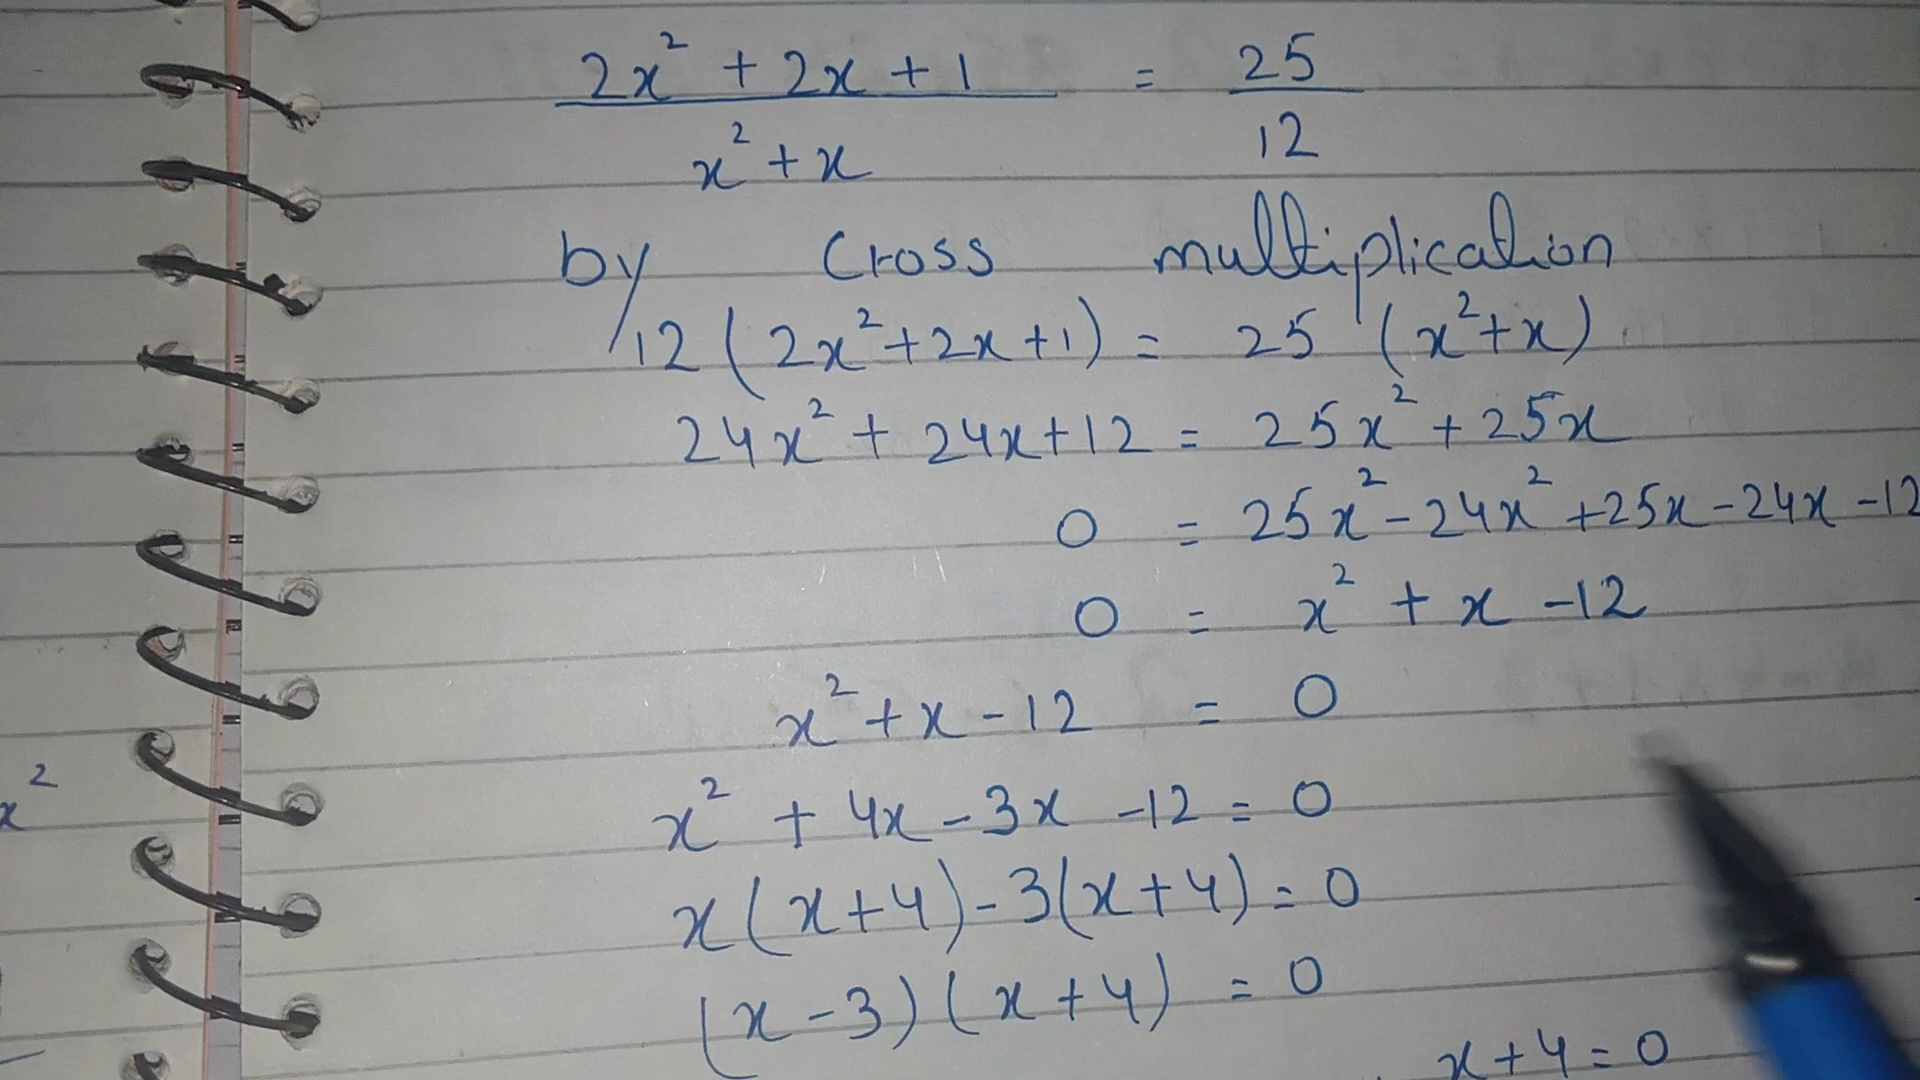 2x² + 2x + 1 = 25
x² + x 12
by Cross multiplication
12 ( 2x² + 2x + 1 ) = 25 ( x² + x )
24x² + 24x + 12 = 25x² + 25x
0 = 25x² - 24x² + 25x - 24x - 12
0 = x² + x - 12
x² + x - 12 = 0
x² + 4x - 3x - 12 = 0
x² 
x ( x + 4 ) - 3 ( x + 4 ) = 0
( x - 3 ) ( x + 4 ) = 0
x + 4 = 0